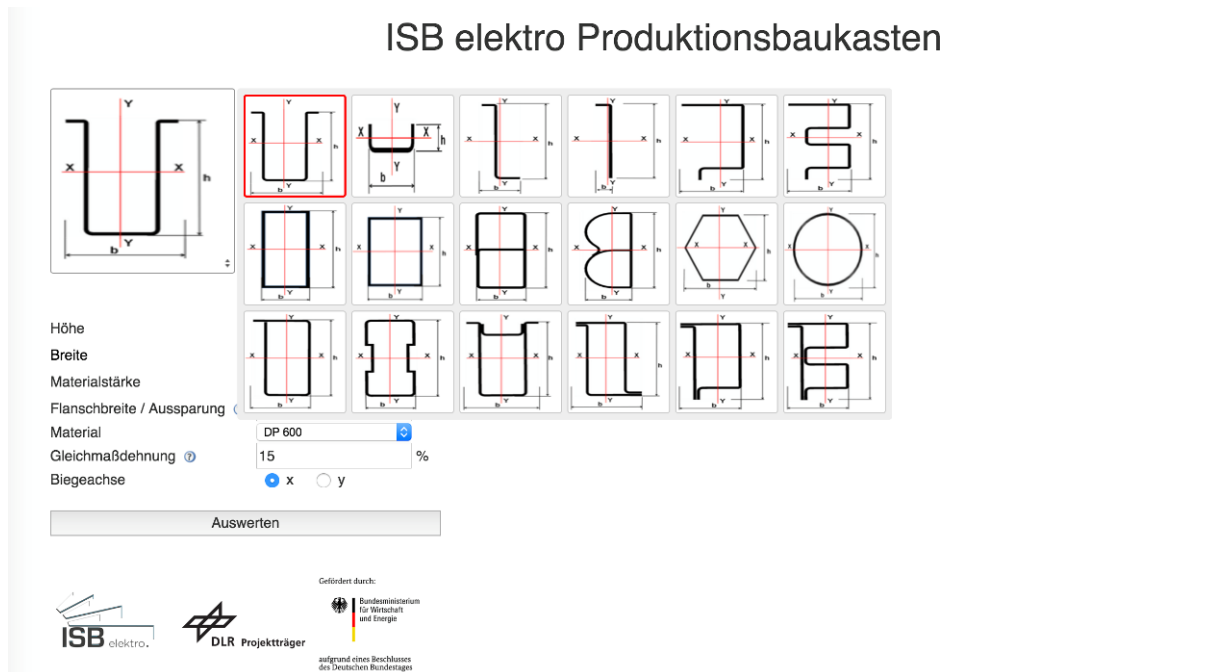 ISB elektro Produktionsbaukasten
Höhe
Breite
Materialstärke
Flanschbreite / Aussparung
Material
DP 600
Gleichmaßdehnung ?
15
%
Biegeachse
x
y
Auswerten
ISB elektro.
DLR Projektträger
Gefördert durch:
Bundesministerium
für Wirtschaft
und Energie
aufgrund eines Beschlusses
des Deutschen Bundestages